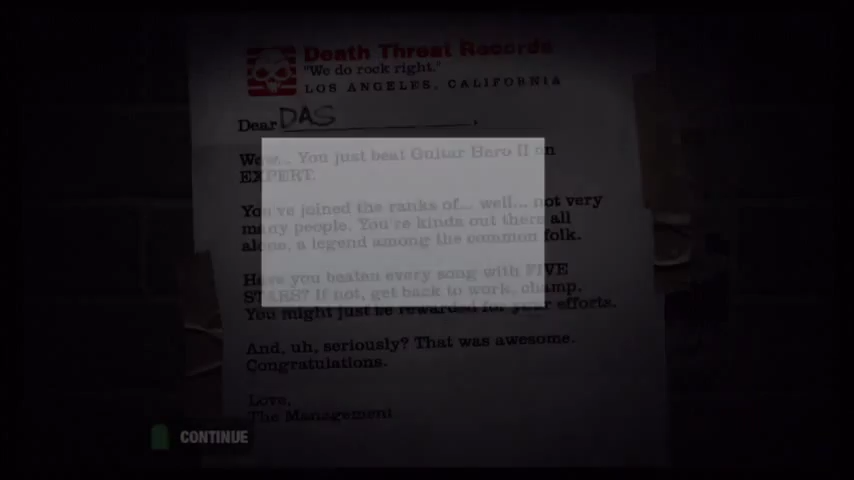 Death Threat Records
"We do rock right."
LOS ANGELES, CALIFORNIA
Dear DAS,
Wow... You just beat Guitar Hero II on
EXPERT.
You've joined the ranks of... well... not very
many people. You're kinda out there all
alone, a legend among the common folk.
Have you beaten every song with FIVE
STARS? If not, get back to work, champ.
You might just be rewarded for your efforts.
And, uh, seriously? That was awesome.
Congratulations.
Love,
The Management
CONTINUE